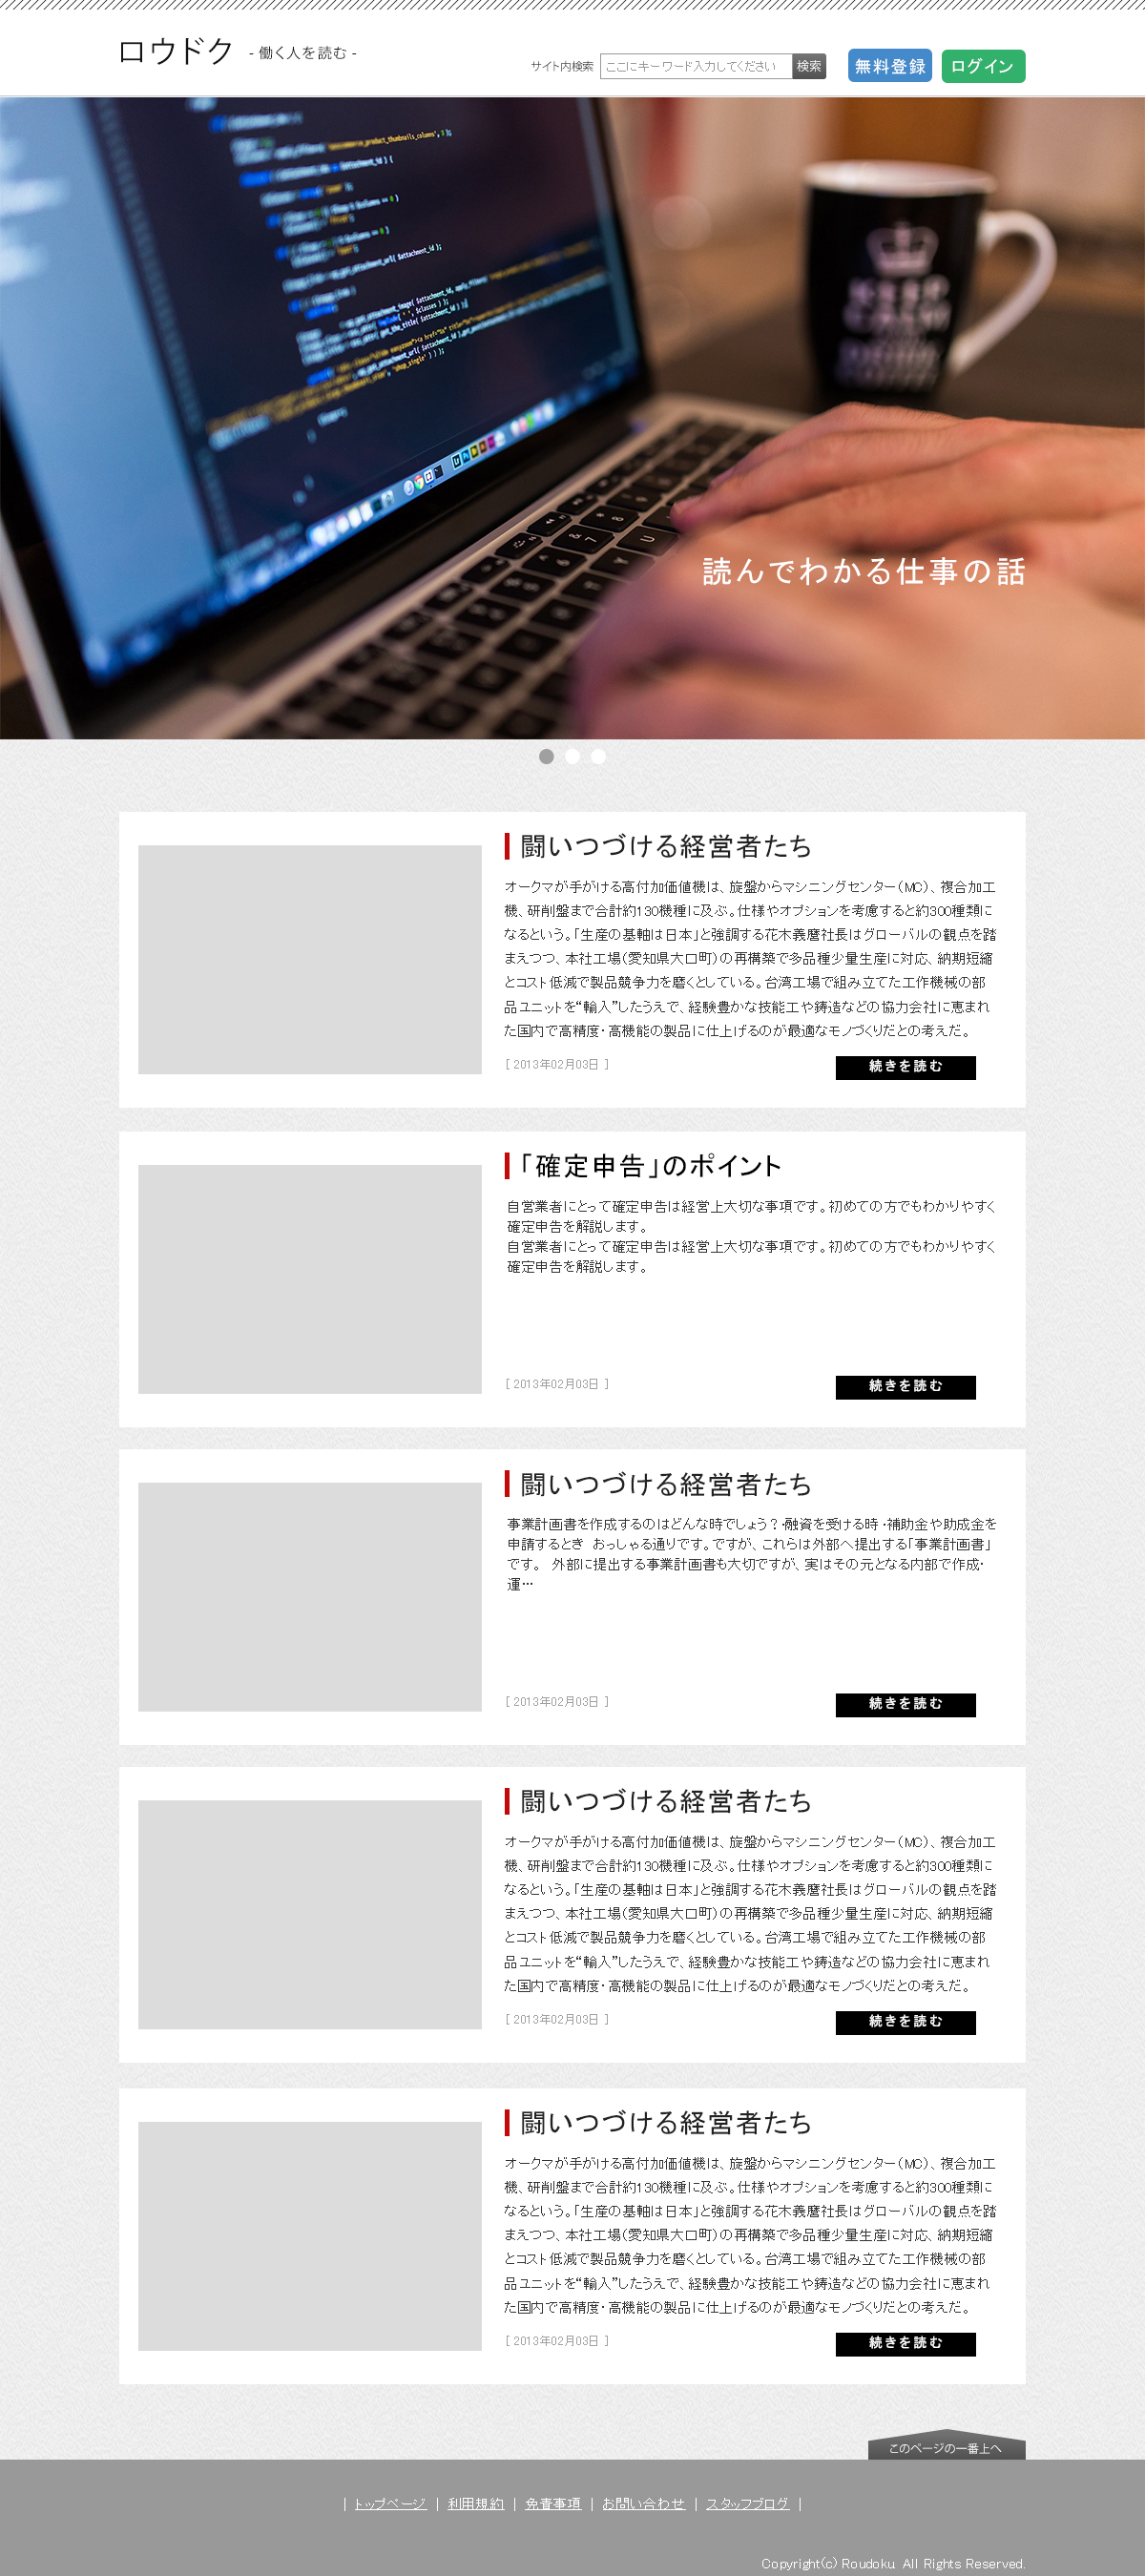 ロウドク - 働く人を読む -
サイト内検索 ここにキーワード入力してください 検索 無料登録 ログイン
読んでわかる仕事の話
闘いつづける経営者たち
オークマが手がける高付加価値機は、旋盤からマシニングセンター（MC）、複合加工
機、研削盤まで合計約130機種に及ぶ。仕様やオプションを考慮すると約300種類に
なるという。「生産の基軸は日本」と強調する花木義麿社長はグローバルの観点を踏
まえつつ、本社工場（愛知県大口町）の再構築で多品種少量生産に対応、納期短縮
とコスト低減で製品競争力を磨くとしている。台湾工場で組み立てた工作機械の部
品ユニットを“輸入”したうえで、経験豊かな技能工や鋳造などの協力会社に恵まれ
た国内で高精度・高機能の製品に仕上げるのが最適なモノづくりだとの考えだ。
[ 2013年02月03日 ] 続きを読む
「確定申告」のポイント
自営業者にとって確定申告は経営上大切な事項です。初めての方でもわかりやすく
確定申告を解説します。
自営業者にとって確定申告は経営上大切な事項です。初めての方でもわかりやすく
確定申告を解説します。
[ 2013年02月03日 ] 続きを読む
闘いつづける経営者たち
事業計画書を作成するのはどんな時でしょう？・融資を受ける時・補助金や助成金を
申請するとき　おっしゃる通りです。ですが、これらは外部へ提出する「事業計画書」
です。　外部に提出する事業計画書も大切ですが、実はその元となる内部で作成・
運…
[ 2013年02月03日 ] 続きを読む
闘いつづける経営者たち
オークマが手がける高付加価値機は、旋盤からマシニングセンター（MC）、複合加工
機、研削盤まで合計約130機種に及ぶ。仕様やオプションを考慮すると約300種類に
なるという。「生産の基軸は日本」と強調する花木義麿社長はグローバルの観点を踏
まえつつ、本社工場（愛知県大口町）の再構築で多品種少量生産に対応、納期短縮
とコスト低減で製品競争力を磨くとしている。台湾工場で組み立てた工作機械の部
品ユニットを“輸入”したうえで、経験豊かな技能工や鋳造などの協力会社に恵まれ
た国内で高精度・高機能の製品に仕上げるのが最適なモノづくりだとの考えだ。
[ 2013年02月03日 ] 続きを読む
闘いつづける経営者たち
オークマが手がける高付加価値機は、旋盤からマシニングセンター（MC）、複合加工
機、研削盤まで合計約130機種に及ぶ。仕様やオプションを考慮すると約300種類に
なるという。「生産の基軸は日本」と強調する花木義麿社長はグローバルの観点を踏
まえつつ、本社工場（愛知県大口町）の再構築で多品種少量生産に対応、納期短縮
とコスト低減で製品競争力を磨くとしている。台湾工場で組み立てた工作機械の部
品ユニットを“輸入”したうえで、経験豊かな技能工や鋳造などの協力会社に恵まれ
た国内で高精度・高機能の製品に仕上げるのが最適なモノづくりだとの考えだ。
[ 2013年02月03日 ] 続きを読む
このページの一番上へ
| トップページ | 利用規約 | 免責事項 | お問い合わせ | スタッフブログ |
Copyright(c) Roudoku. All Rights Reserved.